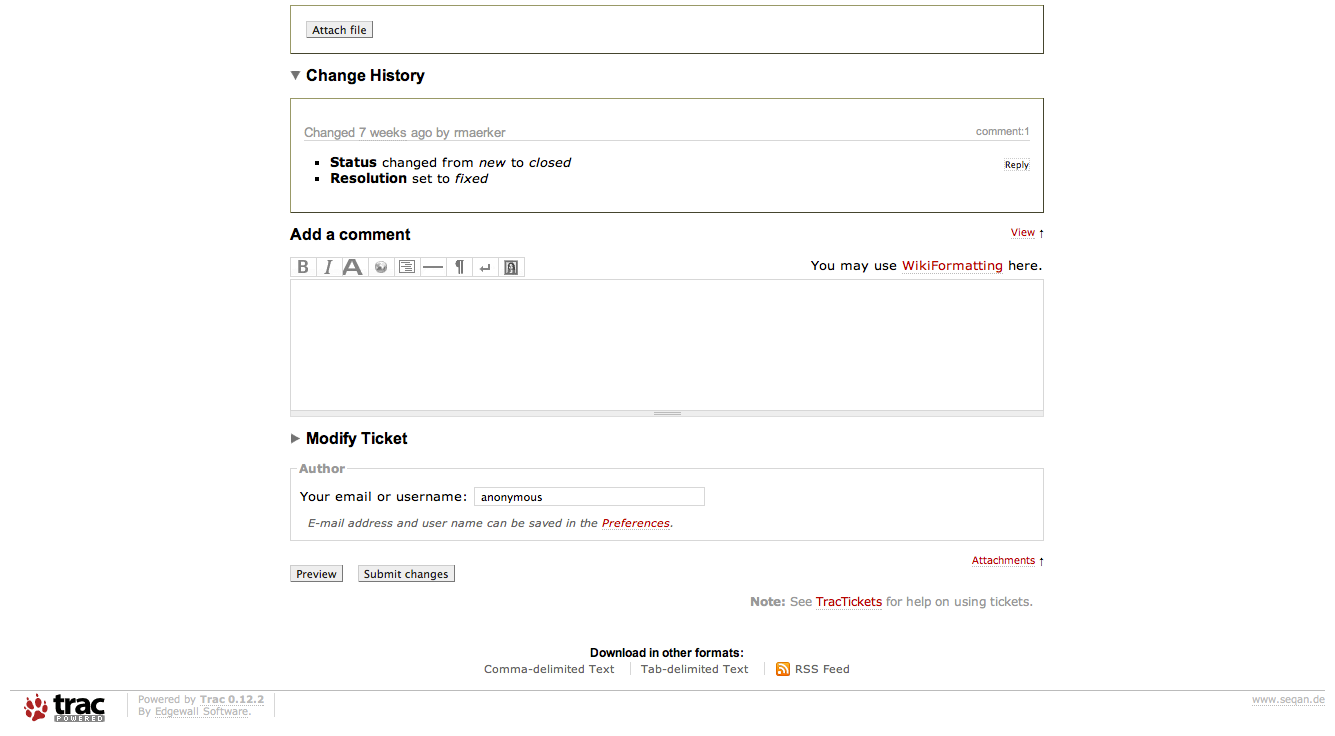 Attach file
Change History
Changed 7 weeks ago by rmaerker comment:1
Status changed from new to closed
Reply
Resolution set to fixed
Add a comment View ↑
B I A ¶ ↵ You may use WikiFormatting here.
Modify Ticket
Author
Your email or username: anonymous
E-mail address and user name can be saved in the Preferences.
Attachments ↑
Preview Submit changes
Note: See TracTickets for help on using tickets.
Download in other formats:
Comma-delimited Text Tab-delimited Text RSS Feed
trac POWERED
Powered by Trac 0.12.2
By Edgewall Software.
www.seqan.de